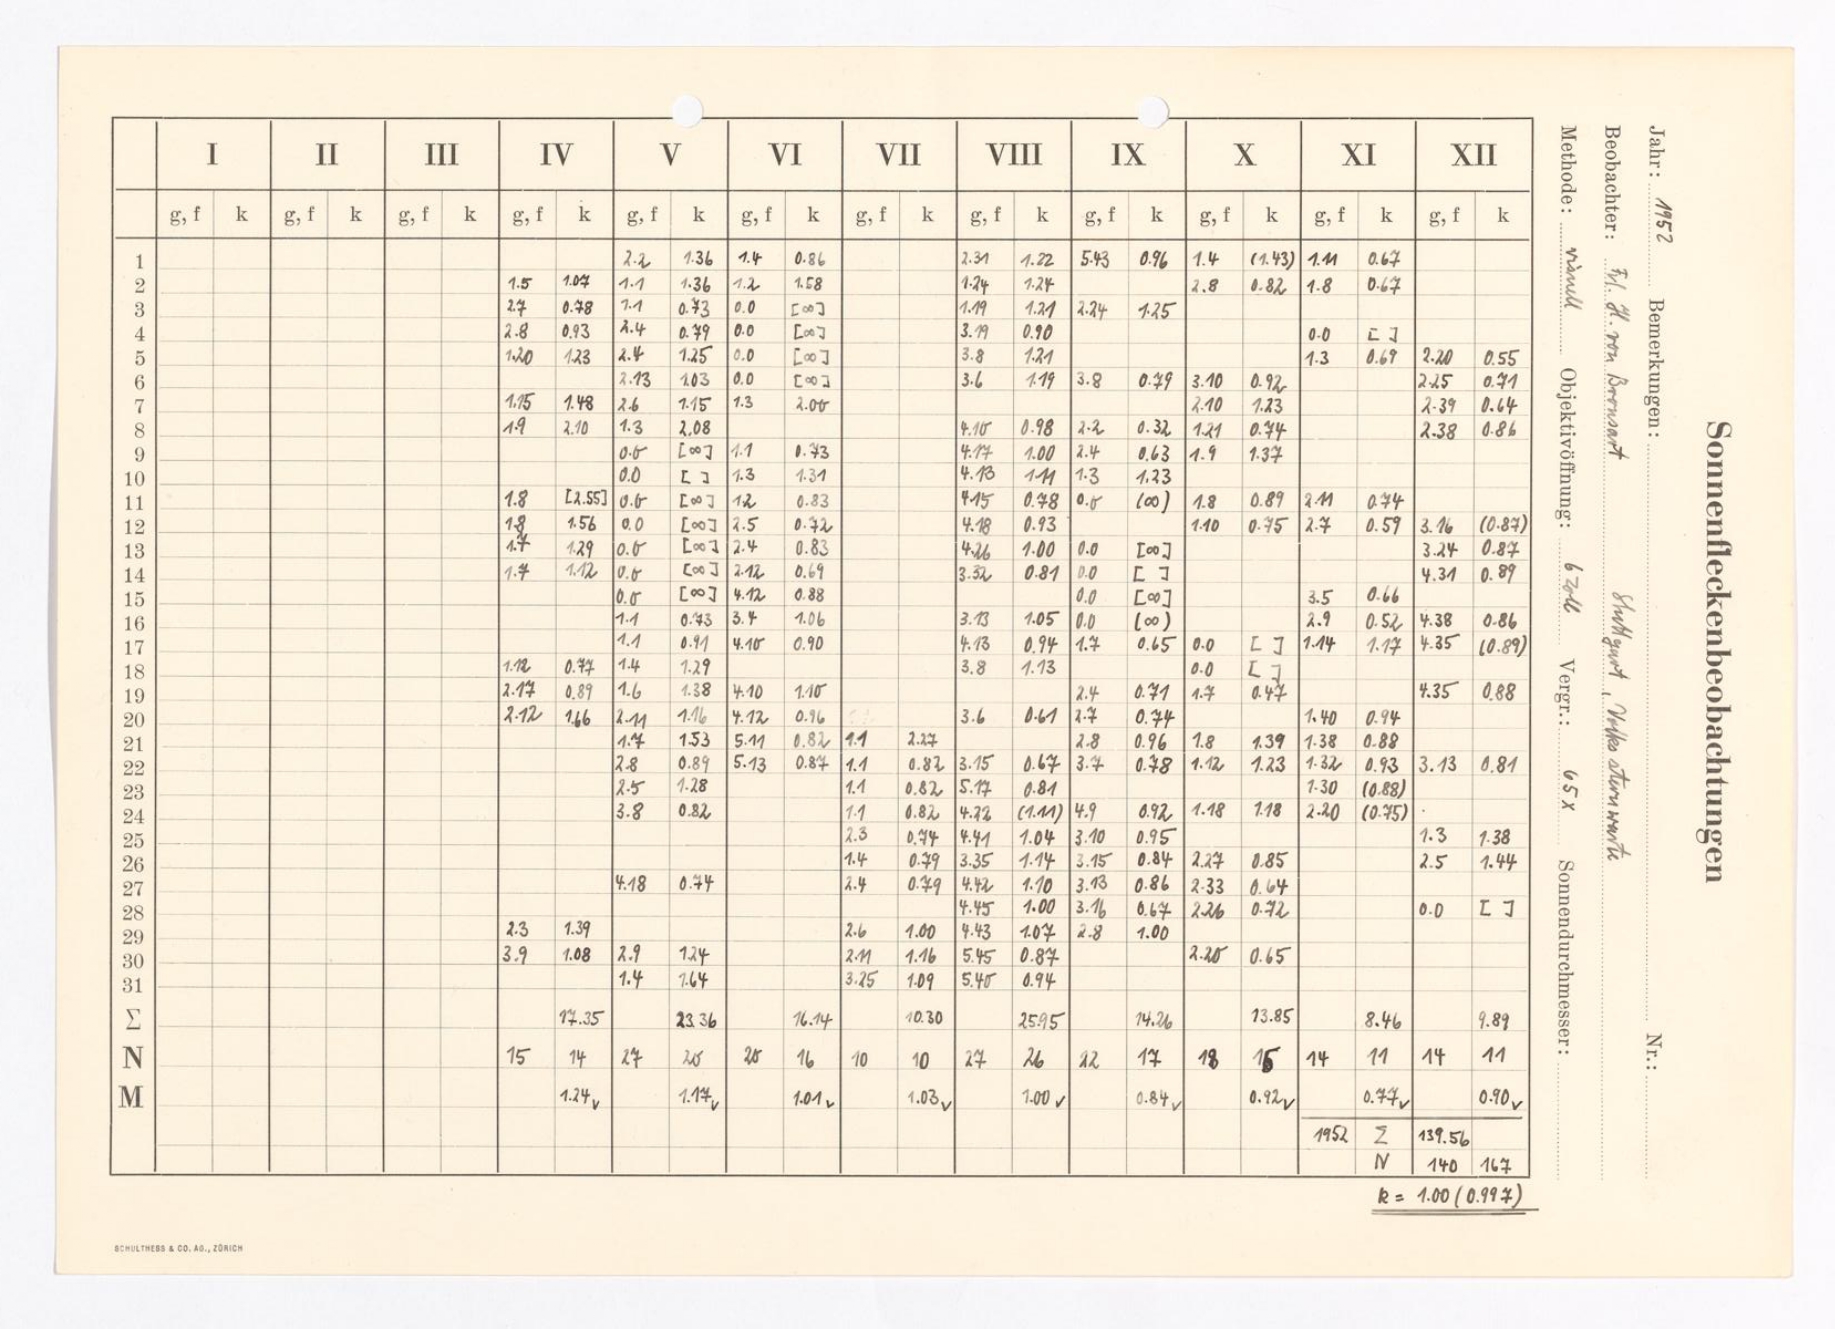 Sonnenfleckenbeobachtungen
Jahr: 1952 Bemerkungen: Nr.:
Beobachter: Frl. H. von Bronsart Stuttgart, Volkssternwarte
Methode: visuell Objektivöffnung: 6 Zoll Vergr.: 65x Sonnendurchmesser:
I II III IV V VI VII VIII IX X XI XII
g, f k g, f k g, f k g, f k g, f k g, f k g, f k g, f k g, f k g, f k g, f k g, f k
1 2.2 1.36 1.4 0.86 2.31 1.22 5.43 0.96 1.4 (1.43) 1.11 0.67
2 1.5 1.07 1.1 1.36 1.2 1.58 1.24 1.24 2.8 0.82 1.8 0.67
3 2.7 0.78 1.1 0.73 0.0 [∞] 1.19 1.21 2.24 1.25
4 2.8 0.93 2.4 0.79 0.0 [∞] 3.19 0.90 0.0 [ ]
5 1.20 1.23 2.4 1.25 0.0 [∞] 3.8 1.21 1.3 0.69 2.20 0.55
6 2.13 1.03 0.0 [∞] 3.6 1.19 3.8 0.79 3.10 0.92 2.25 0.71
7 1.15 1.48 2.6 1.15 1.3 2.00 2.10 1.23 2.39 0.64
8 1.9 2.10 1.3 2.08 4.10 0.98 2.2 0.32 1.21 0.74 2.38 0.86
9 0.0 [∞] 1.1 0.73 4.17 1.00 2.4 0.63 1.9 1.37
10 0.0 [ ] 1.3 1.31 4.13 1.11 1.3 1.23
11 1.8 [2.55] 0.0 [∞] 1.2 0.83 4.15 0.78 0.0 (∞) 1.8 0.89 2.11 0.74
12 1.8 1.56 0.0 [∞] 2.5 0.72 4.18 0.93 1.10 0.75 2.7 0.59 3.16 (0.87)
13 1.7 1.29 0.0 [∞] 2.4 0.83 4.26 1.00 0.0 [∞] 3.24 0.87
14 1.7 1.12 0.0 [∞] 2.12 0.69 3.32 0.81 0.0 [ ] 4.31 0.89
15 0.0 [∞] 4.12 0.88 0.0 [∞] 3.5 0.66
16 1.1 0.73 3.4 1.06 3.13 1.05 0.0 (∞) 2.9 0.52 4.38 0.86
17 1.1 0.91 4.10 0.90 4.13 0.94 1.7 0.65 0.0 [ ] 1.14 1.17 4.35 (0.89)
18 1.12 0.77 1.4 1.29 3.8 1.13 0.0 [ ]
19 2.17 0.89 1.6 1.38 4.10 1.10 2.4 0.71 1.7 0.47 4.35 0.88
20 2.12 1.66 2.11 1.16 4.12 0.96 3.6 0.61 2.7 0.74 1.40 0.94
21 1.7 1.53 5.11 0.82 1.1 2.27 2.8 0.96 1.8 1.39 1.38 0.88
22 2.8 0.89 5.13 0.87 1.1 0.82 3.15 0.67 3.7 0.78 1.12 1.23 1.32 0.93 3.13 0.81
23 2.5 1.28 1.1 0.82 5.17 0.81 1.30 (0.88)
24 3.8 0.82 1.1 0.82 4.22 (1.11) 4.9 0.92 1.18 1.18 2.20 (0.75)
25 2.3 0.74 4.41 1.04 3.10 0.95 1.3 1.38
26 1.4 0.79 3.35 1.14 3.15 0.84 2.27 0.85 2.5 1.44
27 4.18 0.74 2.4 0.79 4.42 1.10 3.13 0.86 2.33 0.64
28 4.45 1.00 3.16 0.67 2.26 0.72 0.0 [ ]
29 2.3 1.39 2.6 1.00 4.43 1.07 2.8 1.00
30 3.9 1.08 2.9 1.24 2.11 1.16 5.45 0.87 2.20 0.65
31 1.4 1.64 3.25 1.09 5.40 0.94
Σ 17.35 23.36 16.14 10.30 25.95 14.26 13.85 8.46 9.89
N 15 14 27 20 20 16 10 10 27 26 22 17 18 15 14 11 14 11
M 1.24✓ 1.17✓ 1.01✓ 1.03✓ 1.00✓ 0.84✓ 0.92✓ 0.77✓ 0.90✓
1952 Σ 139.56
N 140 167
k = 1.00 (0.997)
SCHULTHESS & CO. AG., ZÜRICH